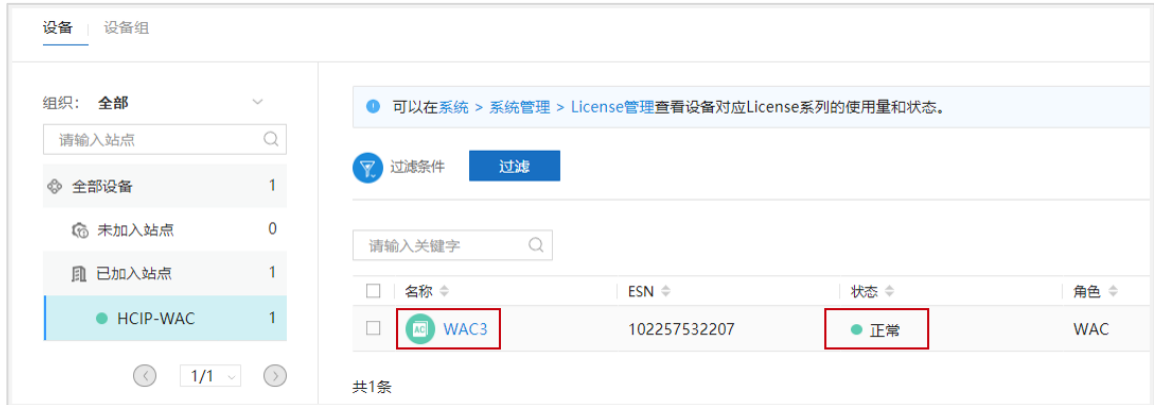 设备 设备组
组织： 全部
请输入站点
全部设备 1
未加入站点 0
已加入站点 1
HCIP-WAC 1
1/1
可以在系统 > 系统管理 > License管理查看设备对应License系列的使用量和状态。
过滤条件 过滤
请输入关键字
名称 ESN 状态 角色
AC WAC3 102257532207 正常 WAC
共1条